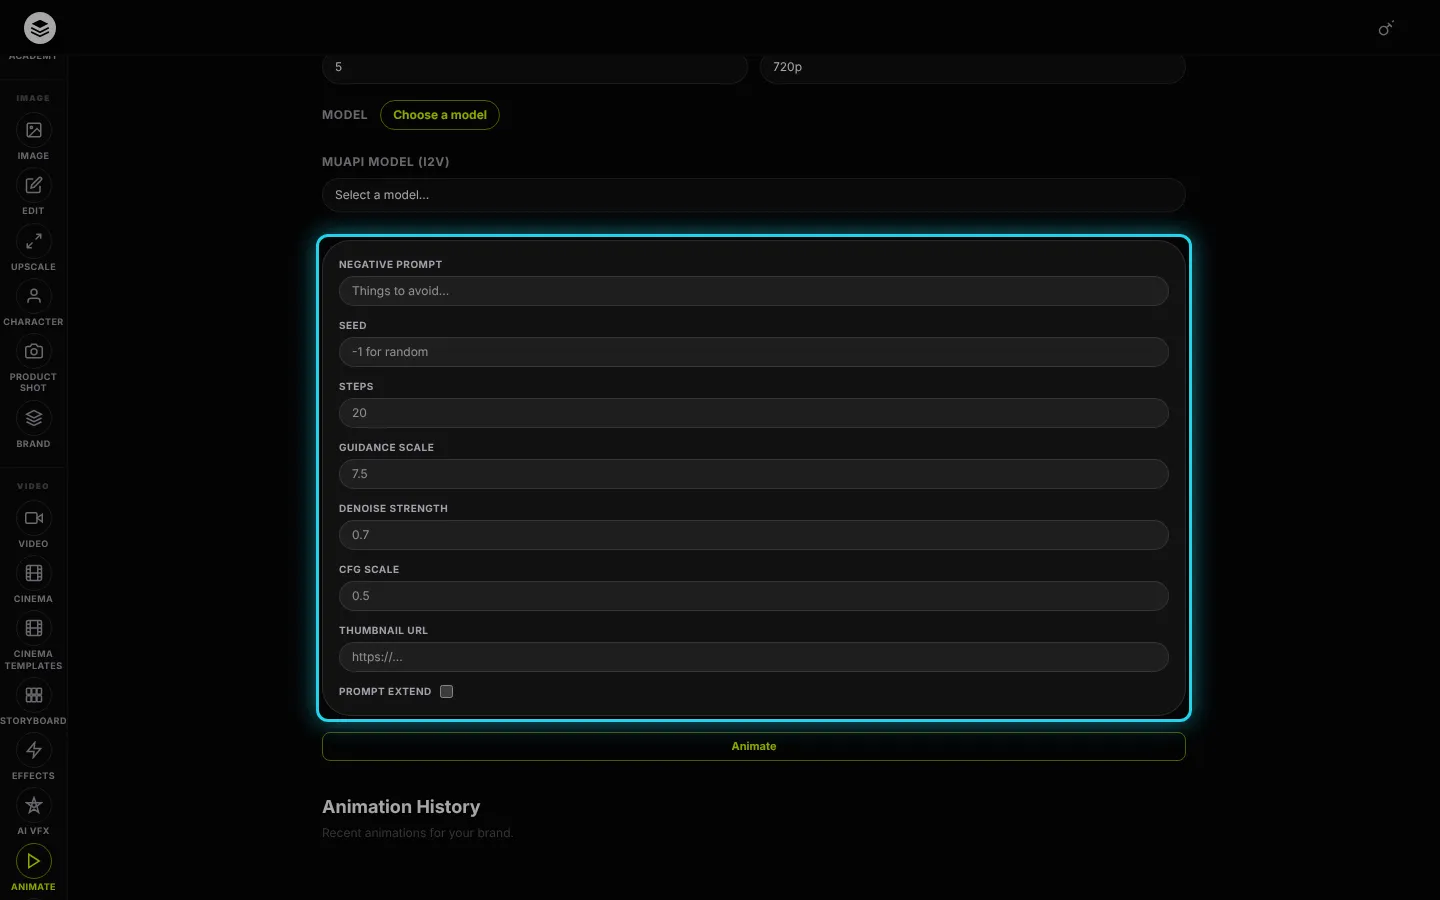 ACADEMY
IMAGE
IMAGE
EDIT
UPSCALE
CHARACTER
PRODUCT
SHOT
BRAND
VIDEO
VIDEO
CINEMA
CINEMA
TEMPLATES
STORYBOARD
EFFECTS
AI VFX
ANIMATE
5
720p
MODEL
Choose a model
MUAPI MODEL (I2V)
Select a model...
NEGATIVE PROMPT
Things to avoid...
SEED
-1 for random
STEPS
20
GUIDANCE SCALE
7.5
DENOISE STRENGTH
0.7
CFG SCALE
0.5
THUMBNAIL URL
https://...
PROMPT EXTEND
Animate
Animation History
Recent animations for your brand.